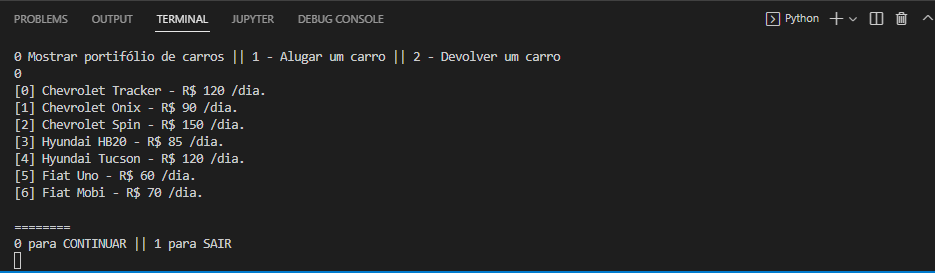 PROBLEMS OUTPUT TERMINAL JUPYTER DEBUG CONSOLE Python
0 Mostrar portifólio de carros || 1 - Alugar um carro || 2 - Devolver um carro
0
[0] Chevrolet Tracker - R$ 120 /dia.
[1] Chevrolet Onix - R$ 90 /dia.
[2] Chevrolet Spin - R$ 150 /dia.
[3] Hyundai HB20 - R$ 85 /dia.
[4] Hyundai Tucson - R$ 120 /dia.
[5] Fiat Uno - R$ 60 /dia.
[6] Fiat Mobi - R$ 70 /dia.
========
0 para CONTINUAR || 1 para SAIR